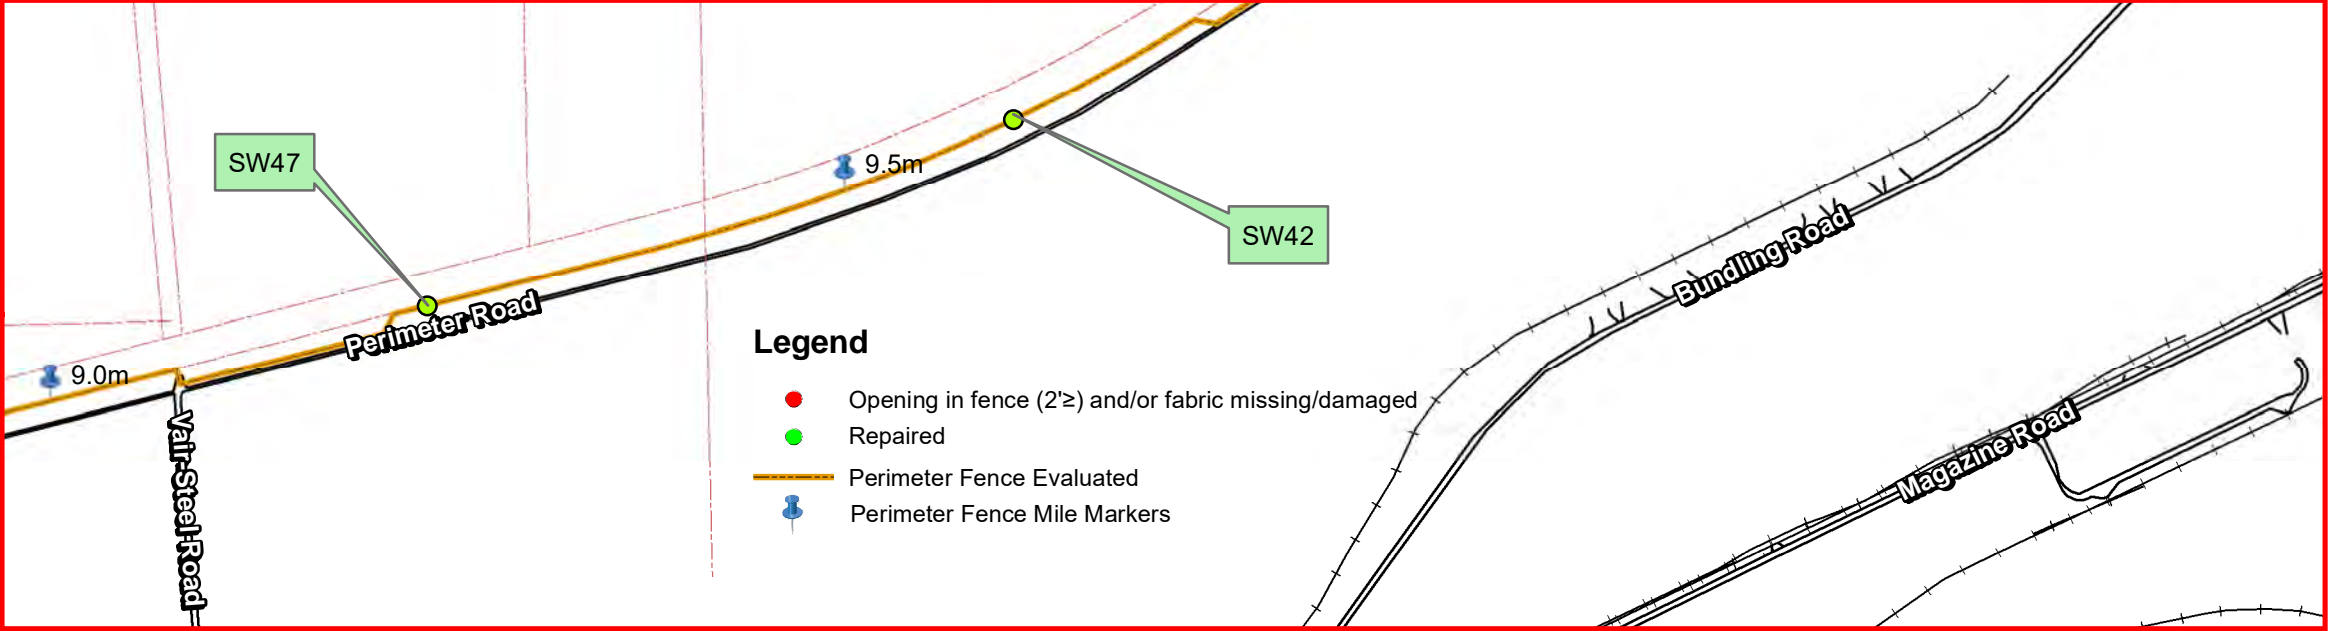 SW47
9.5m
SW42
Bundling Road
Perimeter Road
9.0m
Legend
Opening in fence (2'≥) and/or fabric missing/damaged
Repaired
Perimeter Fence Evaluated
Perimeter Fence Mile Markers
Vair-Steel Road
Magazine Road